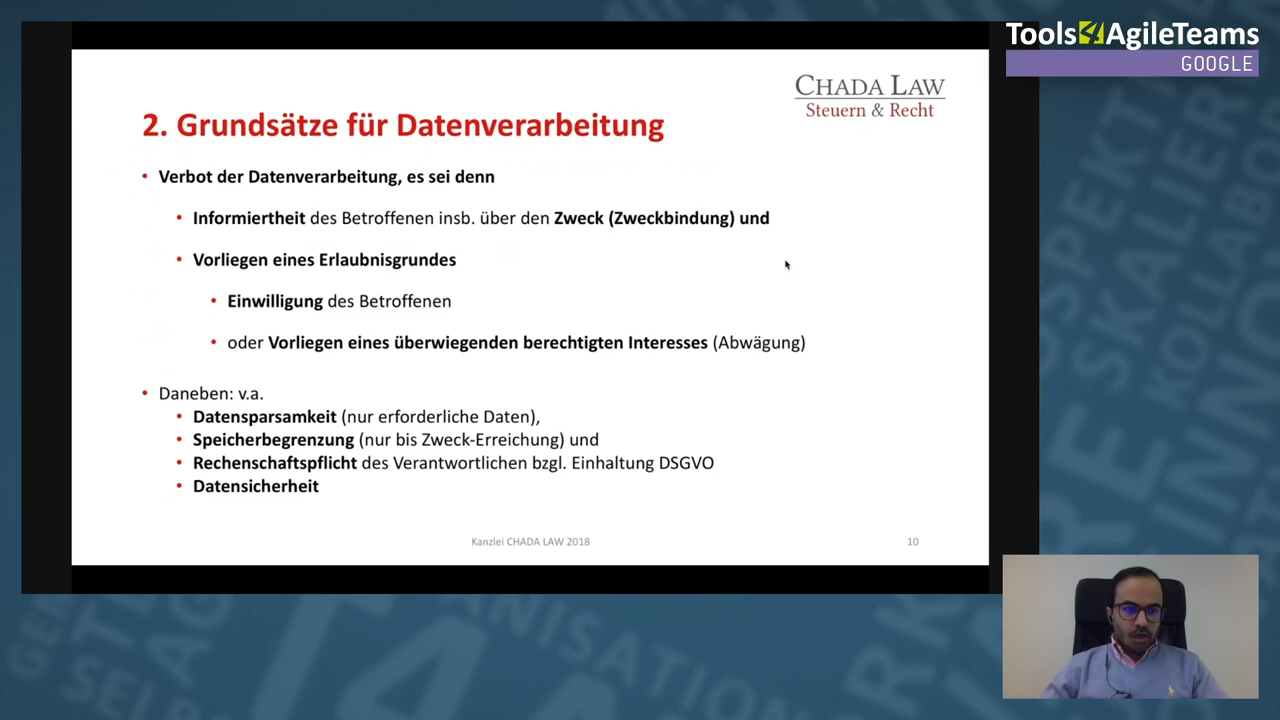 Tools4AgileTeams
GOOGLE
CHADA LAW
Steuern & Recht
2. Grundsätze für Datenverarbeitung
• Verbot der Datenverarbeitung, es sei denn
• Informiertheit des Betroffenen insb. über den Zweck (Zweckbindung) und
• Vorliegen eines Erlaubnisgrundes
• Einwilligung des Betroffenen
• oder Vorliegen eines überwiegenden berechtigten Interesses (Abwägung)
• Daneben: v.a.
• Datensparsamkeit (nur erforderliche Daten),
• Speicherbegrenzung (nur bis Zweck-Erreichung) und
• Rechenschaftspflicht des Verantwortlichen bzgl. Einhaltung DSGVO
• Datensicherheit
Kanzlei CHADA LAW 2018
10